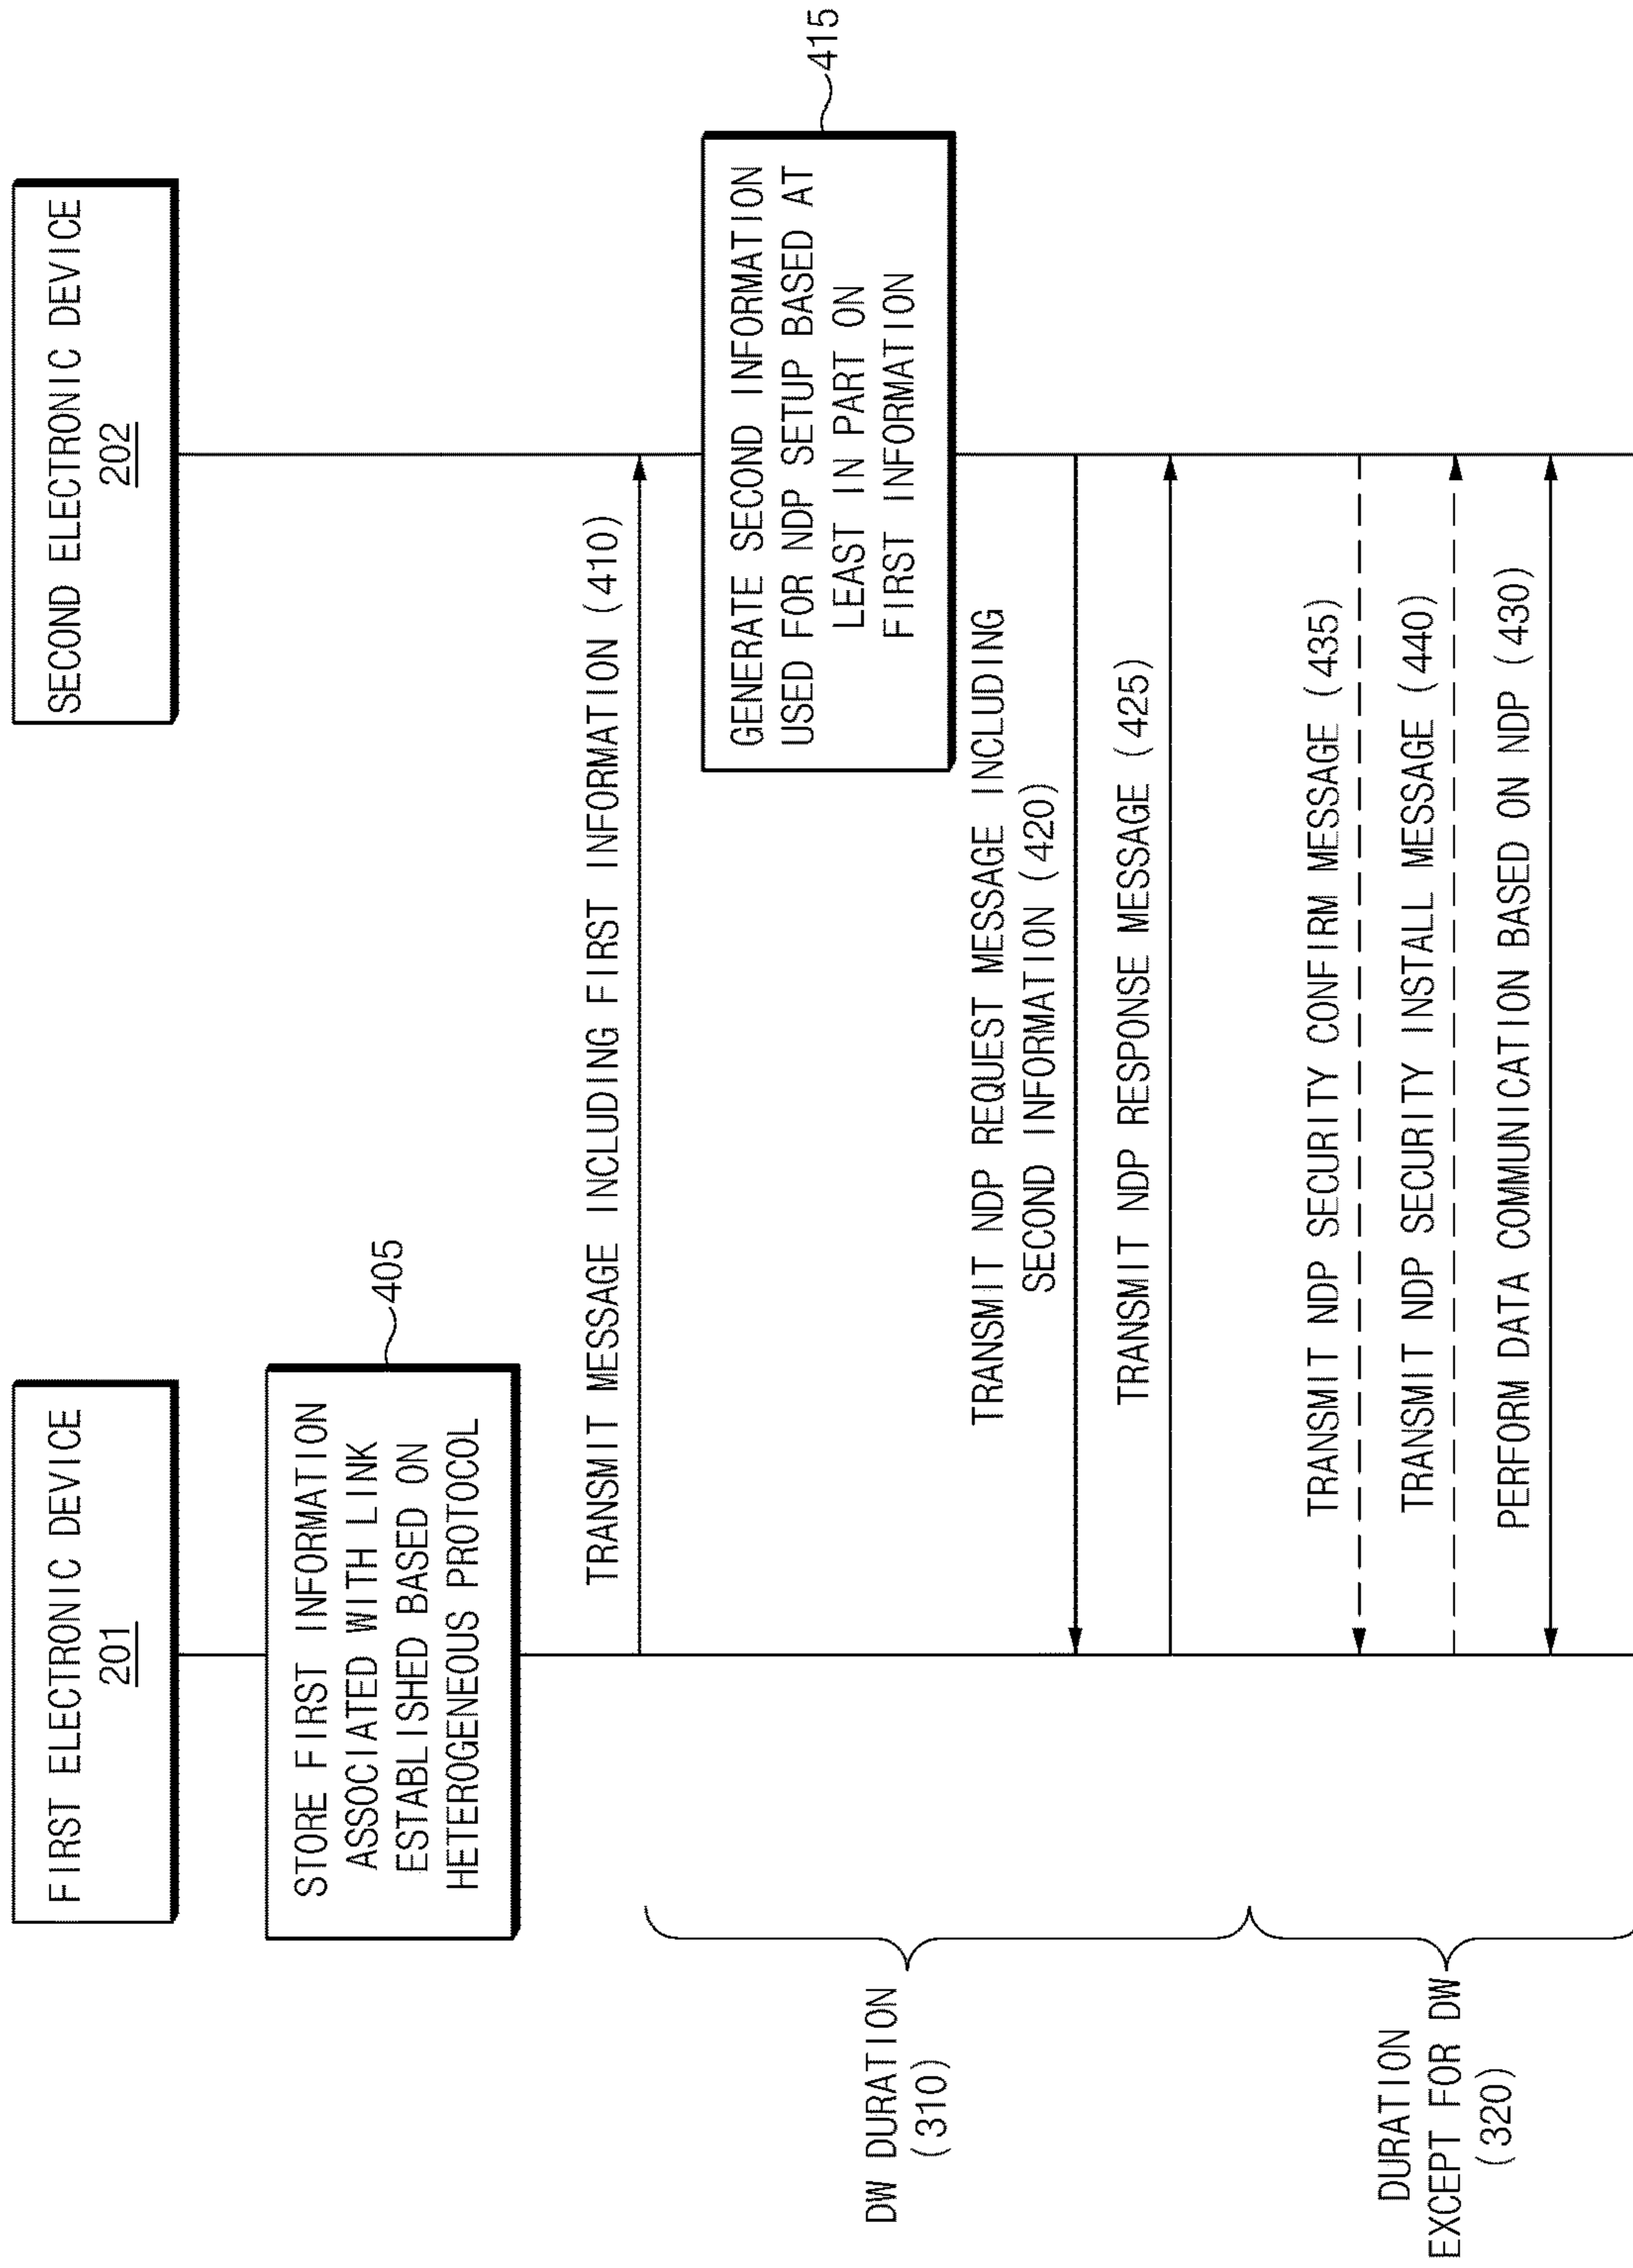 FIRST ELECTRONIC DEVICE
201
SECOND ELECTRONIC DEVICE
202
STORE FIRST INFORMATION
ASSOCIATED WITH LINK
ESTABLISHED BASED ON
HETEROGENEOUS PROTOCOL
405
TRANSMIT MESSAGE INCLUDING FIRST INFORMATION (410)
GENERATE SECOND INFORMATION
USED FOR NDP SETUP BASED AT
LEAST IN PART ON
FIRST INFORMATION
415
DW DURATION
(310)
TRANSMIT NDP REQUEST MESSAGE INCLUDING
SECOND INFORMATION (420)
TRANSMIT NDP RESPONSE MESSAGE (425)
DURATION
EXCEPT FOR DW
(320)
TRANSMIT NDP SECURITY CONFIRM MESSAGE (435)
TRANSMIT NDP SECURITY INSTALL MESSAGE (440)
PERFORM DATA COMMUNICATION BASED ON NDP (430)